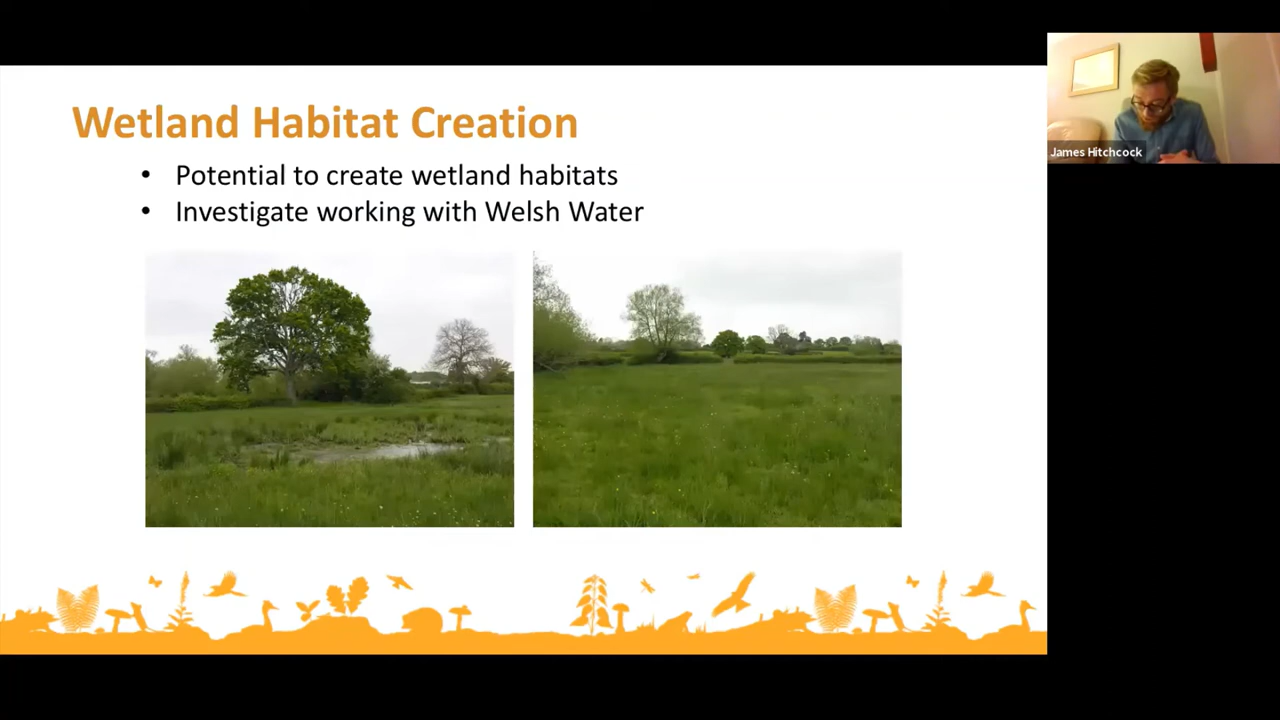 Wetland Habitat Creation
• Potential to create wetland habitats
• Investigate working with Welsh Water
James Hitchcock